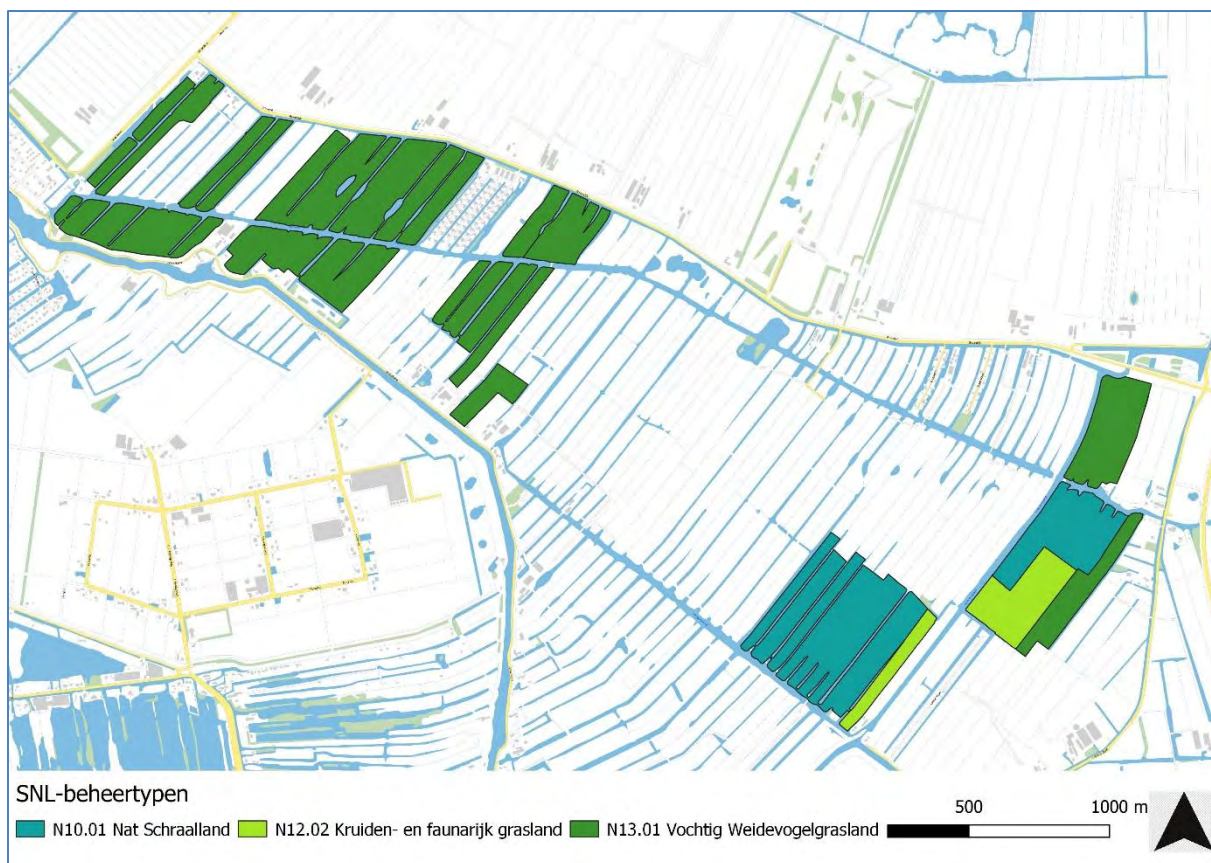 SNL-beheertypen
N10.01 Nat Schraalland N12.02 Kruiden- en faunarijk grasland N13.01 Vochtig Weidevogelgrasland
500 1000 m